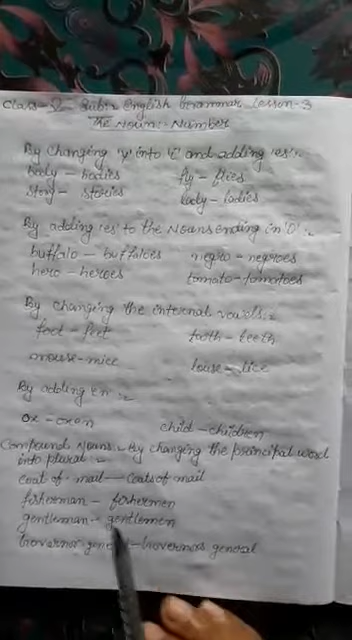 Class-V Sub:- English Grammar Lesson-3
The Noun:- Number
By changing 'y' into 'i' and adding 'es':-
body - bodies fly - flies
story - stories lady - ladies
By adding 'es' to the Nouns ending in 'O' :-
buffalo - buffaloes negro - negroes
hero - heroes tomato - tomatoes
By changing the internal vowels:-
foot - feet tooth - teeth
mouse - mice louse - lice
By adding en :-
ox - oxen child - children
Compound Nouns:- By changing the principal word
into plural :-
coat-of-mail — coats of mail
fisherman - fishermen
gentleman - gentlemen
Governor general - Governors general